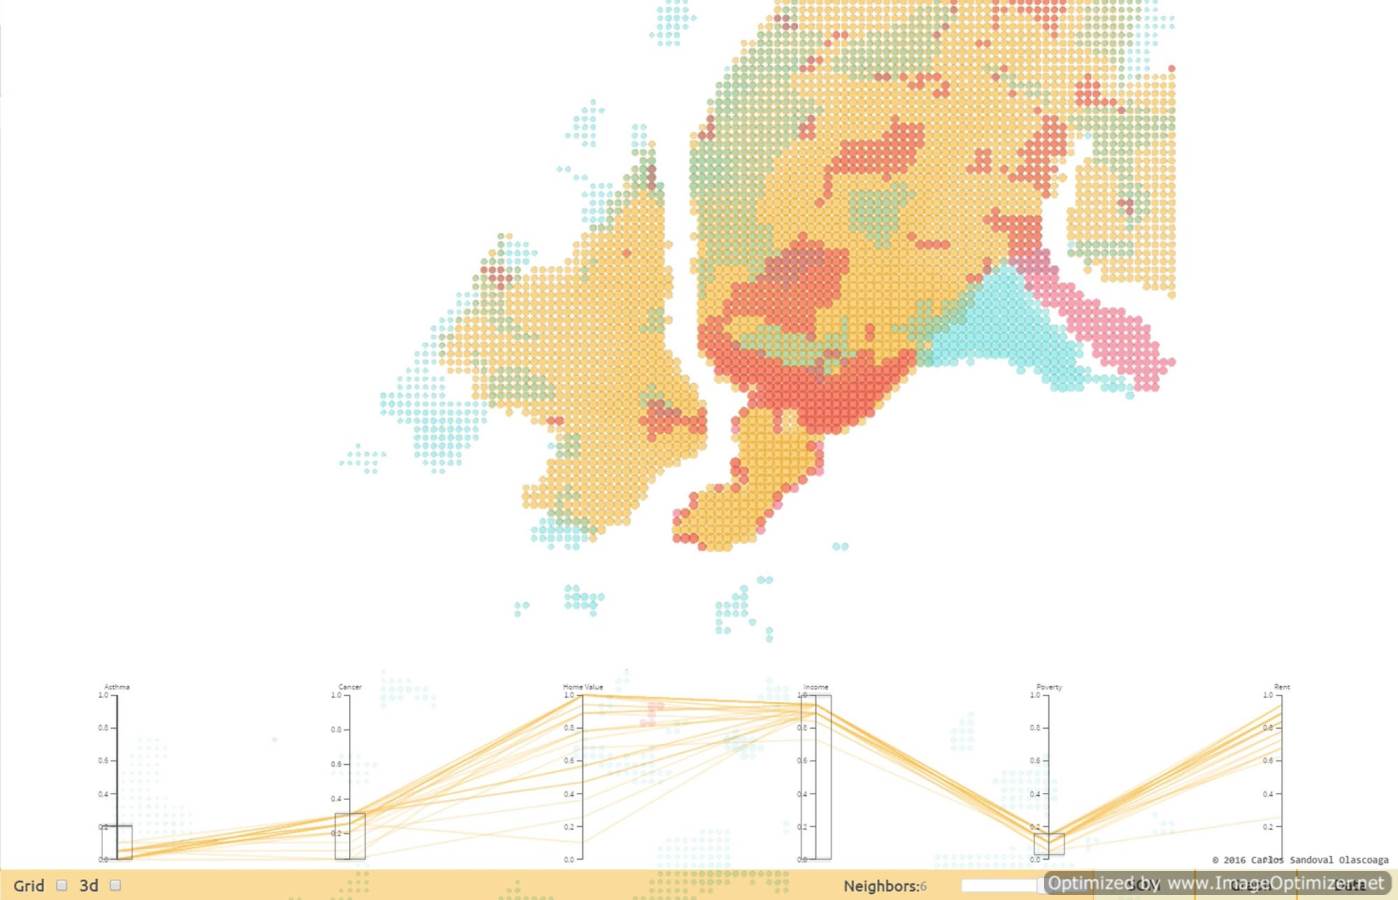 Asthma Cancer Home Value Income Poverty Rent
1.0 1.0 1.0 1.0 1.0 1.0
0.8 0.8 0.8 0.8 0.8 0.8
0.6 0.6 0.6 0.6 0.6 0.6
0.4 0.4 0.4 0.4 0.4 0.4
0.2 0.2 0.2 0.2 0.2 0.2
0.0 0.0 0.0 0.0 0.0
© 2016 Carlos Sandoval Olascoaga
Grid 3d Neighbors:6
Optimized by www.ImageOptimizer.net